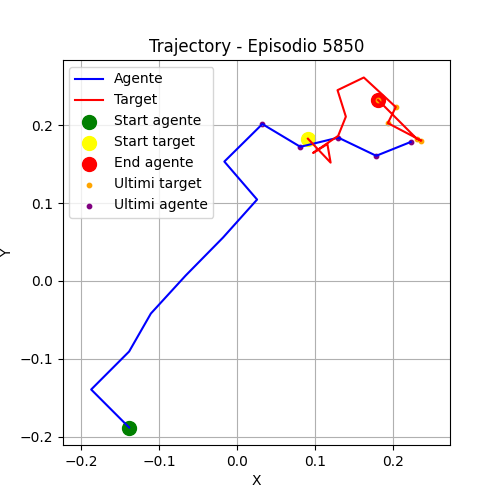 Trajectory - Episodio 5850
Agente
Target
Start agente
Start target
End agente
Ultimi target
Ultimi agente
Y
0.2
0.1
0.0
−0.1
−0.2
−0.2
−0.1
0.0
0.1
0.2
X